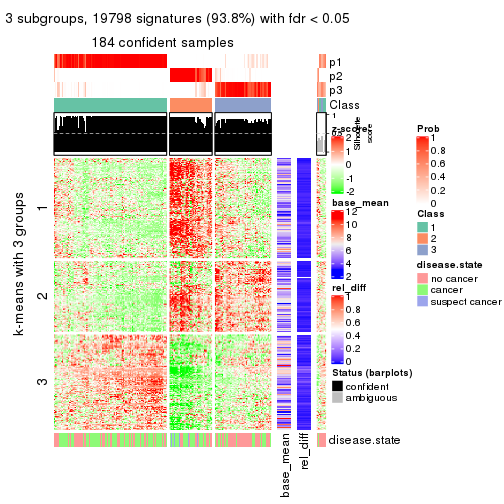 3 subgroups, 19798 signatures (93.8%) with fdr < 0.05
184 confident samples
p1
p2
p3
Class
1
0.5
0
Silhouette
score
k-means with 3 groups
1
2
3
z-score
2
1
0
-1
-2
base_mean
12
10
8
6
4
2
rel_diff
1
0.8
0.6
0.4
0.2
0
Status (barplots)
confident
ambiguous
Prob
1
0.8
0.6
0.4
0.2
0
Class
1
2
3
disease.state
no cancer
cancer
suspect cancer
disease.state
base_mean
rel_diff